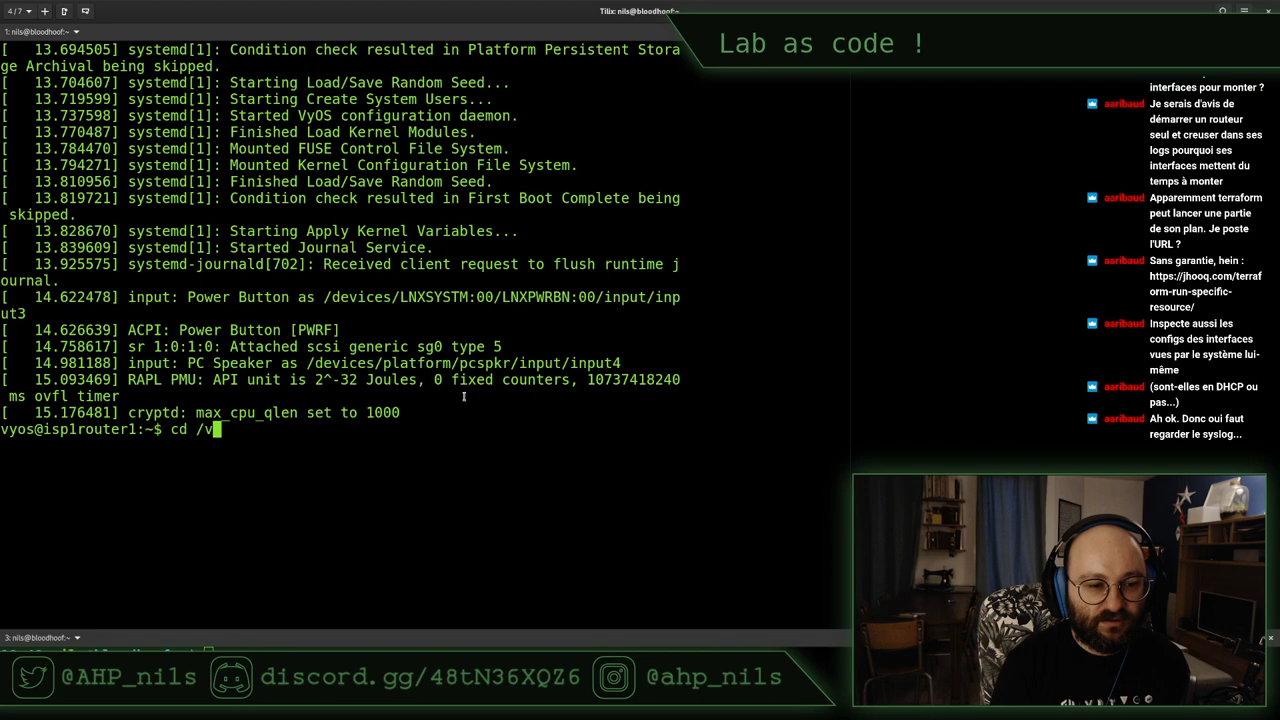 4/7
Tilix: nils@bloodhoof:~
1: nils@bloodhoof:~
Lab as code !
[   13.694505] systemd[1]: Condition check resulted in Platform Persistent Stora
ge Archival being skipped.
[   13.704607] systemd[1]: Starting Load/Save Random Seed...
[   13.719599] systemd[1]: Starting Create System Users...
[   13.737598] systemd[1]: Started VyOS configuration daemon.
[   13.770487] systemd[1]: Finished Load Kernel Modules.
[   13.784470] systemd[1]: Mounted FUSE Control File System.
[   13.794271] systemd[1]: Mounted Kernel Configuration File System.
[   13.810956] systemd[1]: Finished Load/Save Random Seed.
[   13.819721] systemd[1]: Condition check resulted in First Boot Complete being
 skipped.
[   13.828670] systemd[1]: Starting Apply Kernel Variables...
[   13.839609] systemd[1]: Started Journal Service.
[   13.925575] systemd-journald[702]: Received client request to flush runtime j
ournal.
[   14.622478] input: Power Button as /devices/LNXSYSTM:00/LNXPWRBN:00/input/inp
ut3
[   14.626639] ACPI: Power Button [PWRF]
[   14.758617] sr 1:0:1:0: Attached scsi generic sg0 type 5
[   14.981188] input: PC Speaker as /devices/platform/pcspkr/input/input4
[   15.093469] RAPL PMU: API unit is 2^-32 Joules, 0 fixed counters, 10737418240
 ms ovfl timer
[   15.176481] cryptd: max_cpu_qlen set to 1000
vyos@isp1router1:~$ cd /v
interfaces pour monter ?
aaribaud Je serais d'avis de
démarrer un routeur
seul et creuser dans ses
logs pourquoi ses
interfaces mettent du
temps à monter
aaribaud Apparemment terraform
peut lancer une partie
de son plan. Je poste
l'URL ?
aaribaud Sans garantie, hein :
https://jhooq.com/terraf
orm-run-specific-
resource/
aaribaud Inspecte aussi les
configs des interfaces
vues par le système lui-
même
aaribaud (sont-elles en DHCP ou
pas...)
aaribaud Ah ok. Donc oui faut
regarder le syslog...
3: nils@bloodhoof:~
@AHP_nils
discord.gg/48tN36XQZ6
@ahp_nils